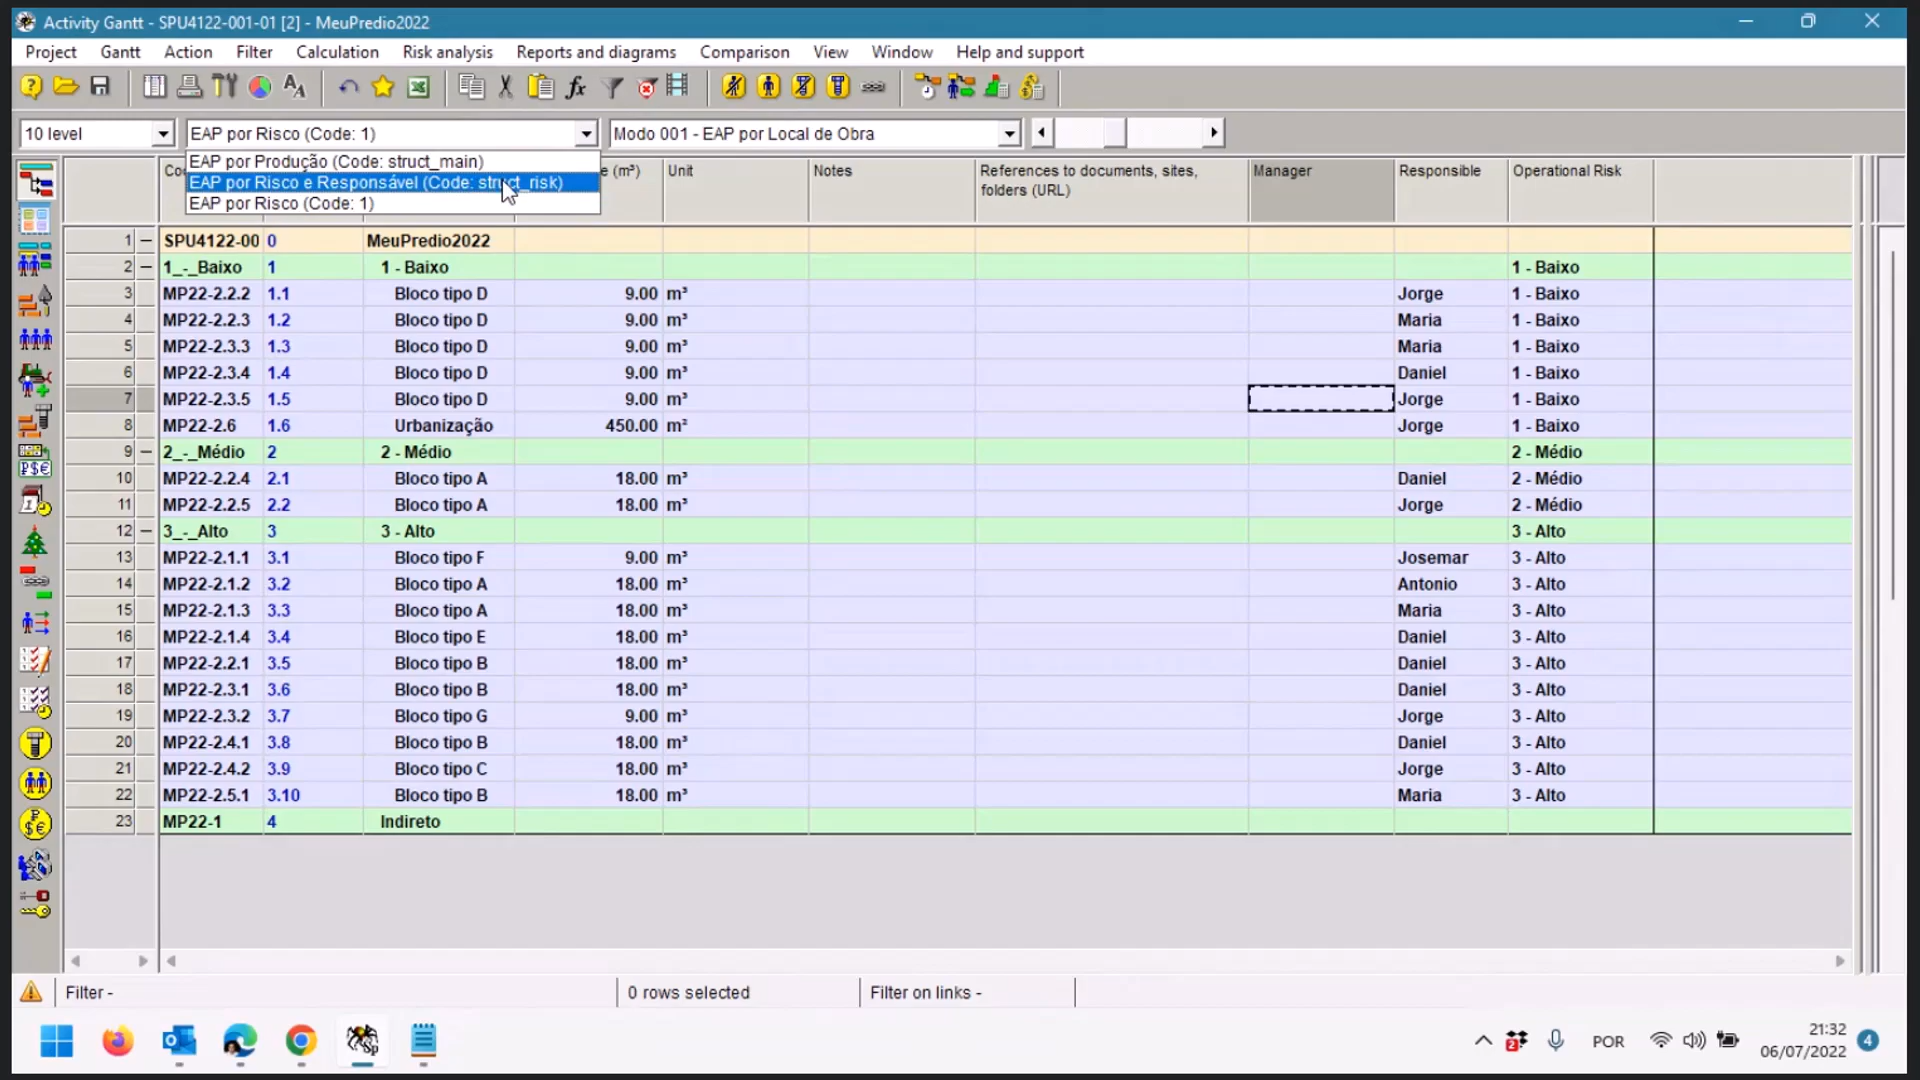 Activity Gantt - SPU4122-001-01 [2] - MeuPredio2022
Project Gantt Action Filter Calculation Risk analysis Reports and diagrams Comparison View Window Help and support
10 level EAP por Risco (Code: 1) Modo 001 - EAP por Local de Obra
EAP por Produção (Code: struct_main)
EAP por Risco e Responsável (Code: struct_risk)
EAP por Risco (Code: 1)
(m³) Unit Notes References to documents, sites, folders (URL) Manager Responsible Operational Risk
1 SPU4122-00 0 MeuPredio2022
2 1_-_Baixo 1 1 - Baixo 1 - Baixo
3 MP22-2.2.2 1.1 Bloco tipo D 9.00 m³ Jorge 1 - Baixo
4 MP22-2.2.3 1.2 Bloco tipo D 9.00 m³ Maria 1 - Baixo
5 MP22-2.3.3 1.3 Bloco tipo D 9.00 m³ Maria 1 - Baixo
6 MP22-2.3.4 1.4 Bloco tipo D 9.00 m³ Daniel 1 - Baixo
7 MP22-2.3.5 1.5 Bloco tipo D 9.00 m³ Jorge 1 - Baixo
8 MP22-2.6 1.6 Urbanização 450.00 m² Jorge 1 - Baixo
9 2_-_Médio 2 2 - Médio 2 - Médio
10 MP22-2.2.4 2.1 Bloco tipo A 18.00 m³ Daniel 2 - Médio
11 MP22-2.2.5 2.2 Bloco tipo A 18.00 m³ Jorge 2 - Médio
12 3_-_Alto 3 3 - Alto 3 - Alto
13 MP22-2.1.1 3.1 Bloco tipo F 9.00 m³ Josemar 3 - Alto
14 MP22-2.1.2 3.2 Bloco tipo A 18.00 m³ Antonio 3 - Alto
15 MP22-2.1.3 3.3 Bloco tipo A 18.00 m³ Maria 3 - Alto
16 MP22-2.1.4 3.4 Bloco tipo E 18.00 m³ Daniel 3 - Alto
17 MP22-2.2.1 3.5 Bloco tipo B 18.00 m³ Daniel 3 - Alto
18 MP22-2.3.1 3.6 Bloco tipo B 18.00 m³ Daniel 3 - Alto
19 MP22-2.3.2 3.7 Bloco tipo G 9.00 m³ Jorge 3 - Alto
20 MP22-2.4.1 3.8 Bloco tipo B 18.00 m³ Daniel 3 - Alto
21 MP22-2.4.2 3.9 Bloco tipo C 18.00 m³ Jorge 3 - Alto
22 MP22-2.5.1 3.10 Bloco tipo B 18.00 m³ Maria 3 - Alto
23 MP22-1 4 Indireto
Filter - 0 rows selected Filter on links -
Sp 2 POR 21:32 4
06/07/2022